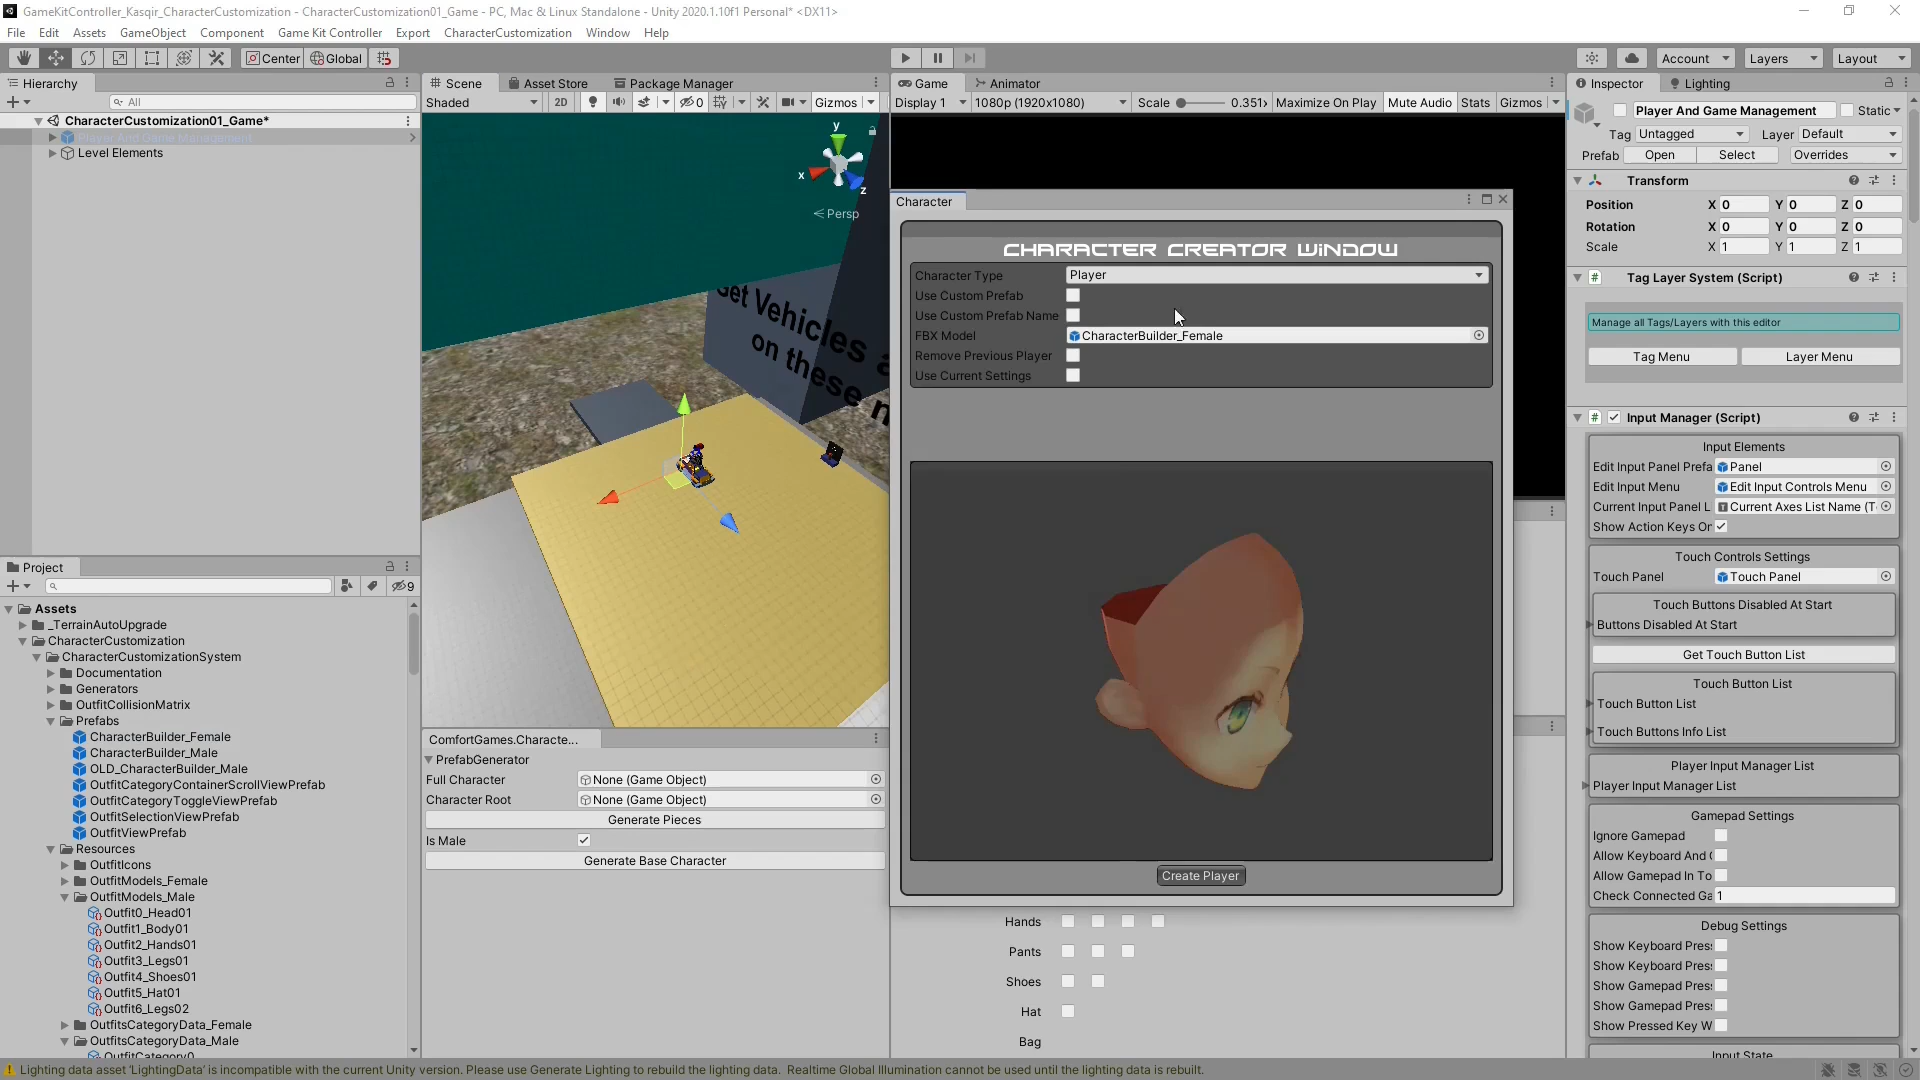 GameKitController_Kasqir_CharacterCustomization - CharacterCustomization01_Game - PC, Mac & Linux Standalone - Unity 2020.1.10f1 Personal* <DX11>
File Edit Assets GameObject Component Game Kit Controller Export CharacterCustomization Window Help
Center Global Account Layers Layout
Hierarchy
All
CharacterCustomization01_Game*
Player And Game Management
Level Elements
Scene Asset Store Package Manager
Shaded 2D 0 Gizmos
y
x
z
Persp
Get Vehicles a
on these m
Game Animator
Display 1 1080p (1920x1080) Scale 0.351x Maximize On Play Mute Audio Stats Gizmos
Character
CHARACTER CREATOR WINDOW
Character Type Player
Use Custom Prefab
Use Custom Prefab Name
FBX Model CharacterBuilder_Female
Remove Previous Player
Use Current Settings
Create Player
Hands
Pants
Shoes
Hat
Bag
Project
9
Assets
_TerrainAutoUpgrade
CharacterCustomization
CharacterCustomizationSystem
Documentation
Generators
OutfitCollisionMatrix
Prefabs
CharacterBuilder_Female
CharacterBuilder_Male
OLD_CharacterBuilder_Male
OutfitCategoryContainerScrollViewPrefab
OutfitCategoryToggleViewPrefab
OutfitSelectionViewPrefab
OutfitViewPrefab
Resources
OutfitIcons
OutfitModels_Female
OutfitModels_Male
Outfit0_Head01
Outfit1_Body01
Outfit2_Hands01
Outfit3_Legs01
Outfit4_Shoes01
Outfit5_Hat01
Outfit6_Legs02
OutfitsCategoryData_Female
OutfitsCategoryData_Male
OutfitCategory0
ComfortGames.Characte...
PrefabGenerator
Full Character None (Game Object)
Character Root None (Game Object)
Generate Pieces
Is Male
Generate Base Character
Inspector Lighting
Player And Game Management Static
Tag Untagged Layer Default
Prefab Open Select Overrides
Transform
Position X 0 Y 0 Z 0
Rotation X 0 Y 0 Z 0
Scale X 1 Y 1 Z 1
Tag Layer System (Script)
Manage all Tags/Layers with this editor
Tag Menu Layer Menu
Input Manager (Script)
Input Elements
Edit Input Panel Prefa Panel
Edit Input Menu Edit Input Controls Menu
Current Input Panel L Current Axes List Name (T
Show Action Keys Or
Touch Controls Settings
Touch Panel Touch Panel
Touch Buttons Disabled At Start
Buttons Disabled At Start
Get Touch Button List
Touch Button List
Touch Button List
Touch Buttons Info List
Player Input Manager List
Player Input Manager List
Gamepad Settings
Ignore Gamepad
Allow Keyboard And (
Allow Gamepad In To
Check Connected Ga 1
Debug Settings
Show Keyboard Pres:
Show Keyboard Pres:
Show Gamepad Pres:
Show Gamepad Pres:
Show Pressed Key W
Input State
Lighting data asset 'LightingData' is incompatible with the current Unity version. Please use Generate Lighting to rebuild the lighting data. Realtime Global Illumination cannot be used until the lighting data is rebuilt.